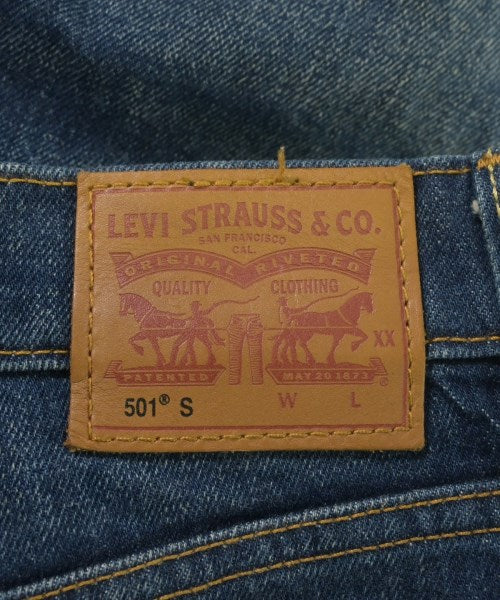 LEVI STRAUSS & CO.
SAN FRANCISCO
CAL.
ORIGINAL RIVETED
QUALITY CLOTHING
XX
PATENTED MAY 20 1873 ®
501® S W L